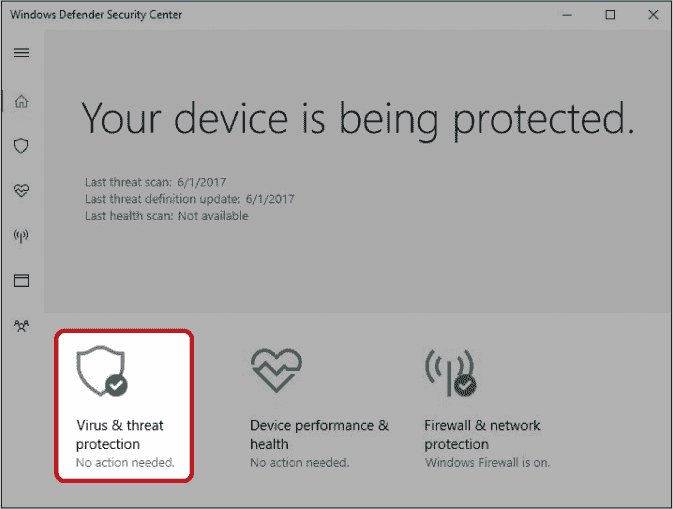 Windows Defender Security Center
Your device is being protected.
Last threat scan: 6/1/2017
Last threat definition update: 6/1/2017
Last health scan: Not available
Virus & threat
protection
No action needed.
Device performance &
health
No action needed.
Firewall & network
protection
Windows Firewall is on.